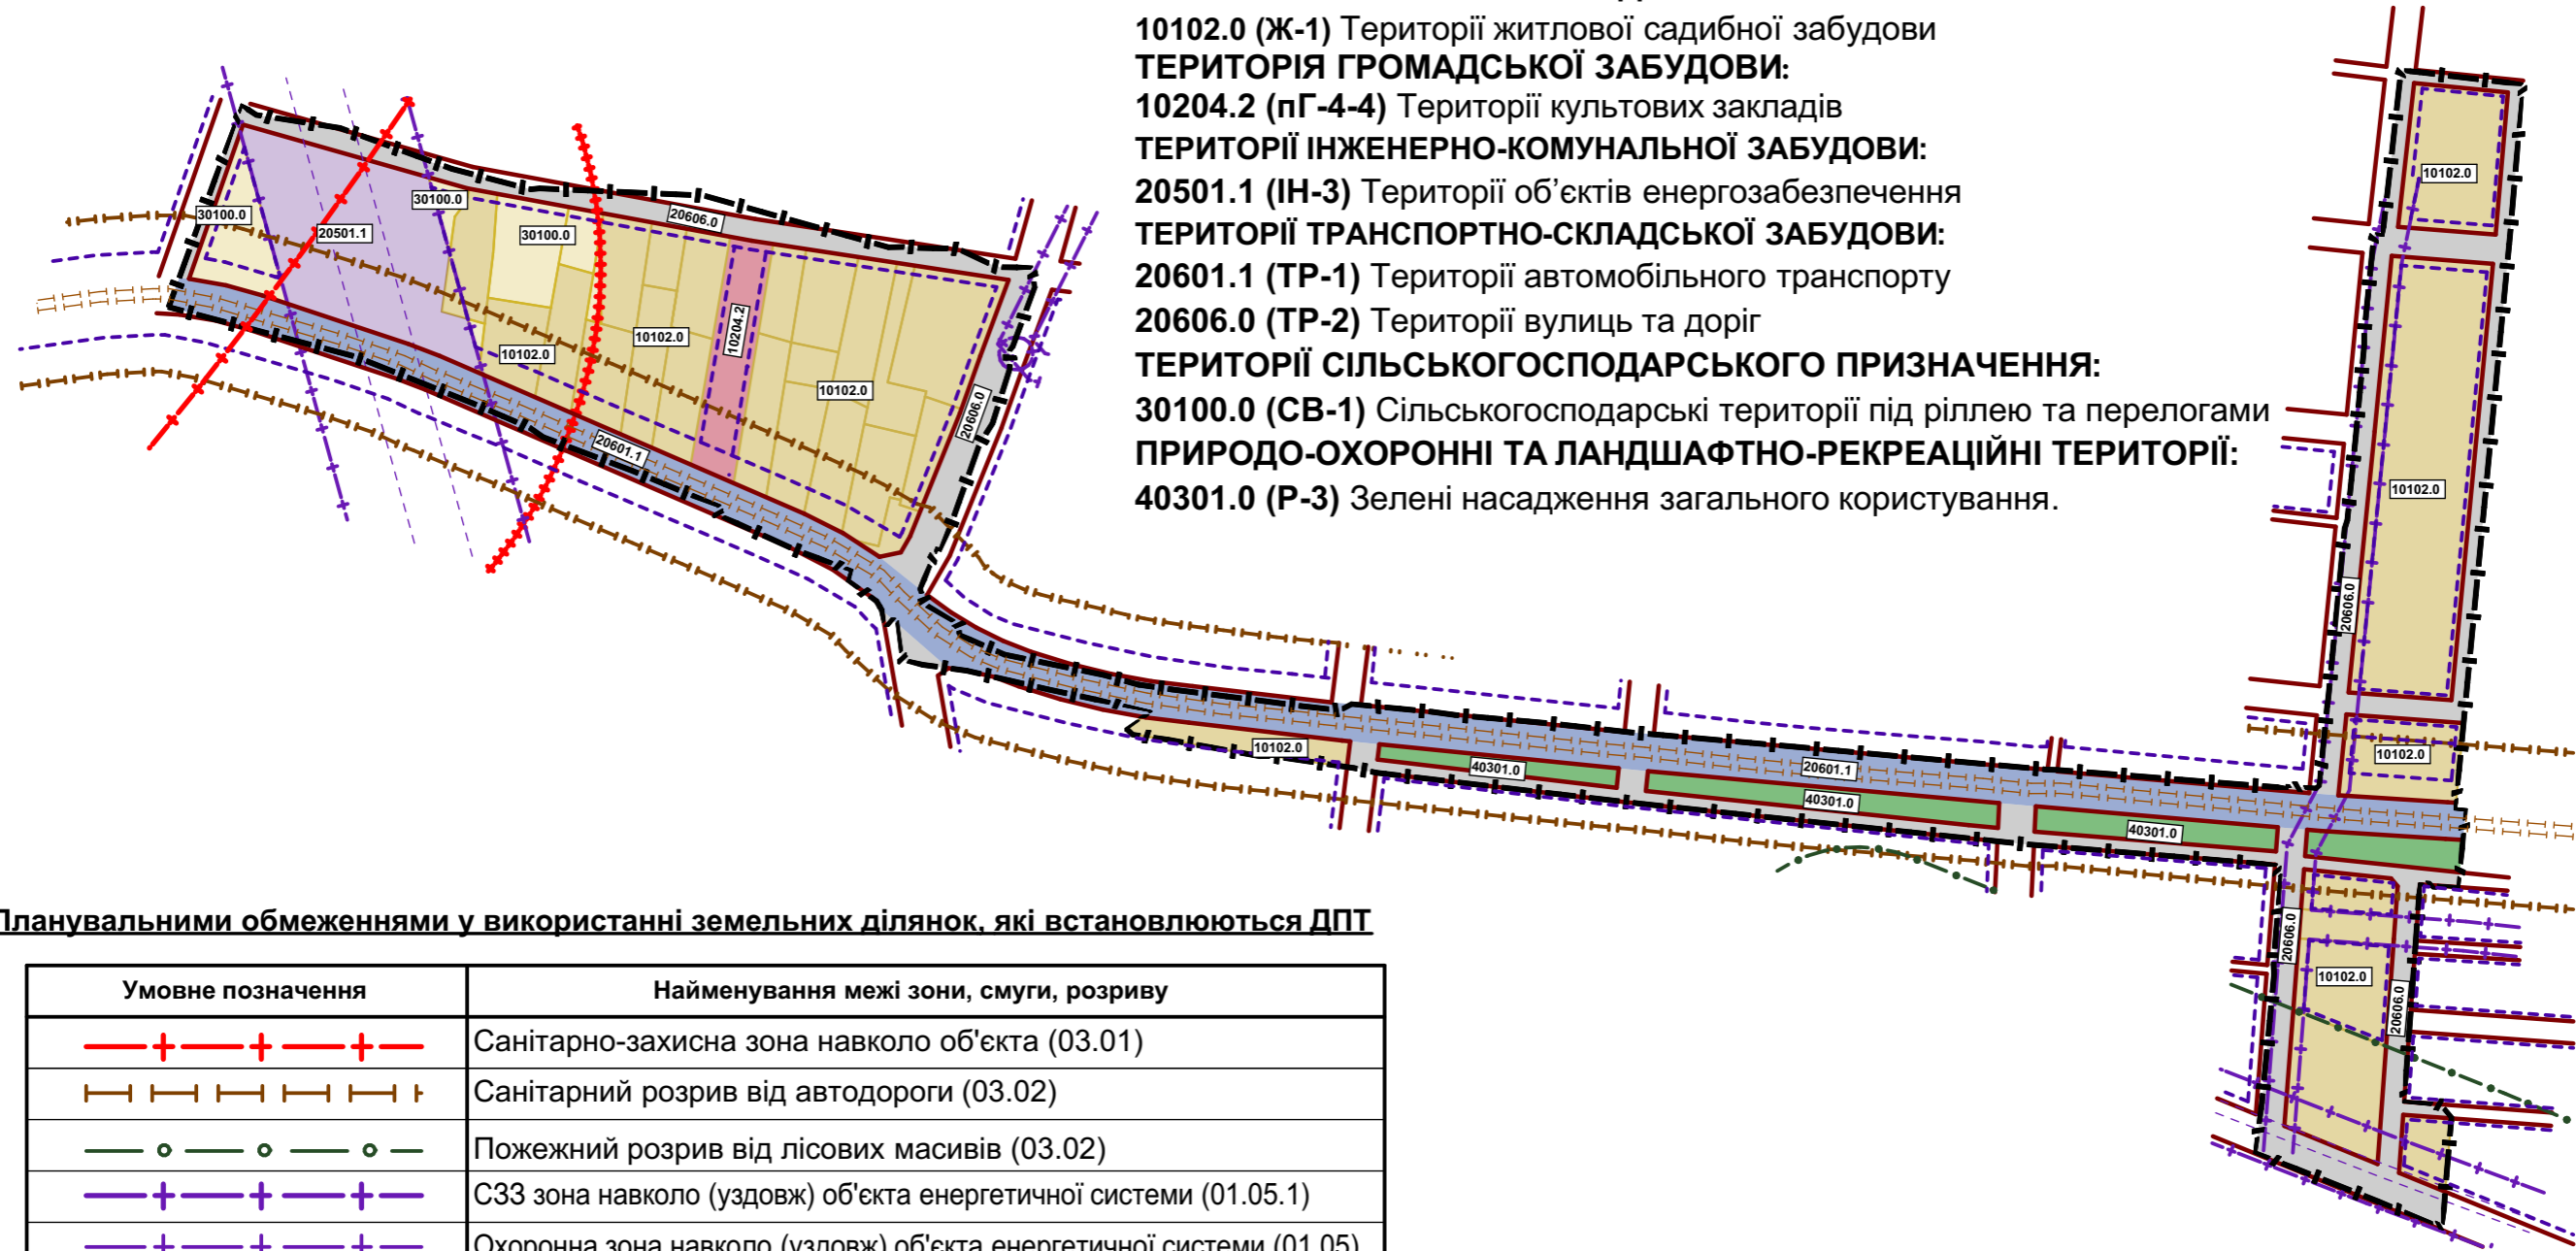 10102.0 (Ж-1) Території житлової садибної забудови
ТЕРИТОРІЯ ГРОМАДСЬКОЇ ЗАБУДОВИ:
10204.2 (пГ-4-4) Території культових закладів
ТЕРИТОРІЇ ІНЖЕНЕРНО-КОМУНАЛЬНОЇ ЗАБУДОВИ:
20501.1 (ІН-3) Території об’єктів енергозабезпечення
ТЕРИТОРІЇ ТРАНСПОРТНО-СКЛАДСЬКОЇ ЗАБУДОВИ:
20601.1 (ТР-1) Території автомобільного транспорту
20606.0 (ТР-2) Території вулиць та доріг
ТЕРИТОРІЇ СІЛЬСЬКОГОСПОДАРСЬКОГО ПРИЗНАЧЕННЯ:
30100.0 (СВ-1) Сільськогосподарські території під ріллею та перелогами
ПРИРОДО-ОХОРОННІ ТА ЛАНДШАФТНО-РЕКРЕАЦІЙНІ ТЕРИТОРІЇ:
40301.0 (Р-3) Зелені насадження загального користування.
30100.0
20501.1
30100.0
30100.0
20606.0
10102.0
10102.0
10204.2
10102.0
20606.0
20601.1
10102.0
40301.0
20601.1
40301.0
40301.0
10102.0
10102.0
20606.0
10102.0
20606.0
10102.0
20606.0
Планувальними обмеженнями у використанні земельних ділянок, які встановлюються ДПТ
Умовне позначення
Найменування межі зони, смуги, розриву
Санітарно-захисна зона навколо об'єкта (03.01)
Санітарний розрив від автодороги (03.02)
Пожежний розрив від лісових масивів (03.02)
СЗЗ зона навколо (уздовж) об'єкта енергетичної системи (01.05.1)
Охоронна зона навколо (уздовж) об'єкта енергетичної системи (01.05)